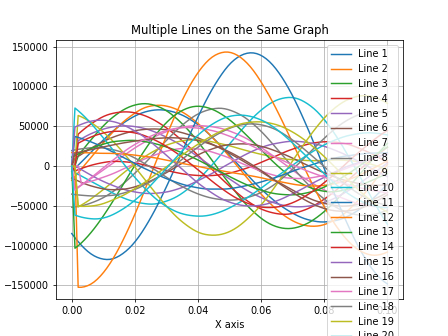 Multiple Lines on the Same Graph
150000
100000
50000
0
−50000
−100000
−150000
0.00
0.02
0.04
0.06
0.08
X axis
Line 1
Line 2
Line 3
Line 4
Line 5
Line 7
Line 8
Line 9
Line 10
Line 11
Line 12
Line 13
Line 14
Line 15
Line 16
Line 17
Line 18
Line 19
Line 20